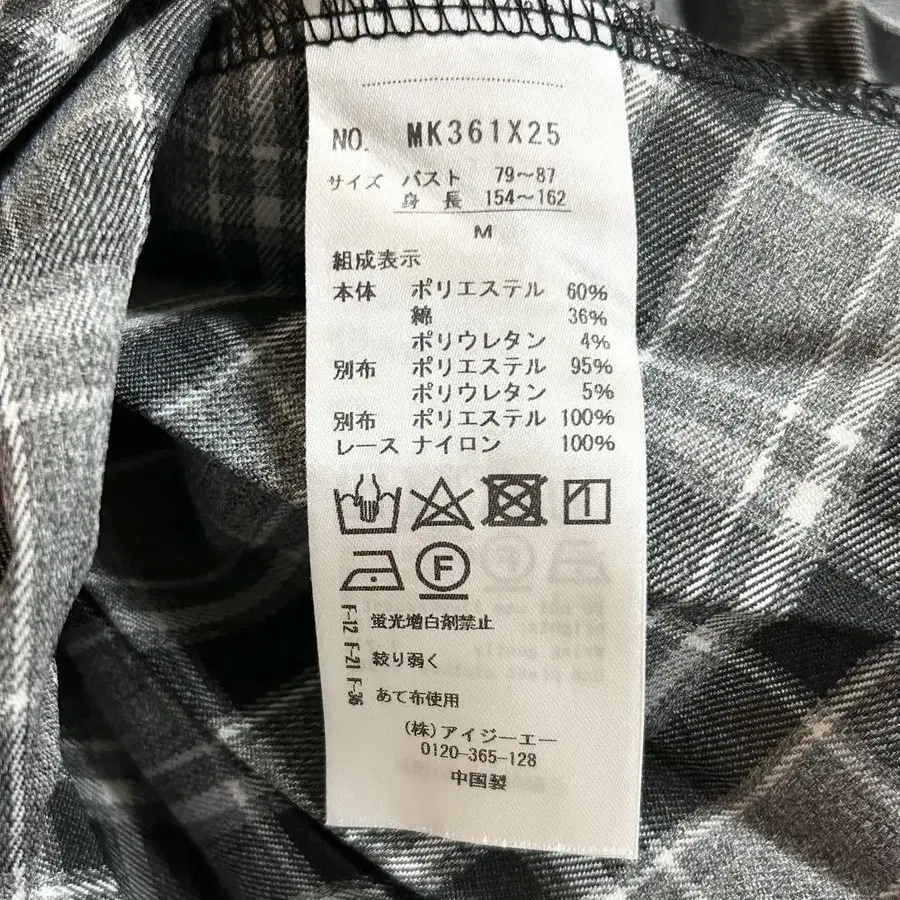 NO. MK361X25
サイズ バスト 79〜87
身長 154〜162
M
組成表示
本体 ポリエステル 60%
綿 36%
ポリウレタン 4%
別布 ポリエステル 95%
ポリウレタン 5%
別布 ポリエステル 100%
レース ナイロン 100%
F
F-12 蛍光増白剤禁止
F-21 絞り弱く
F-36 あて布使用
(株)アイジーエー
0120-365-128
中国製